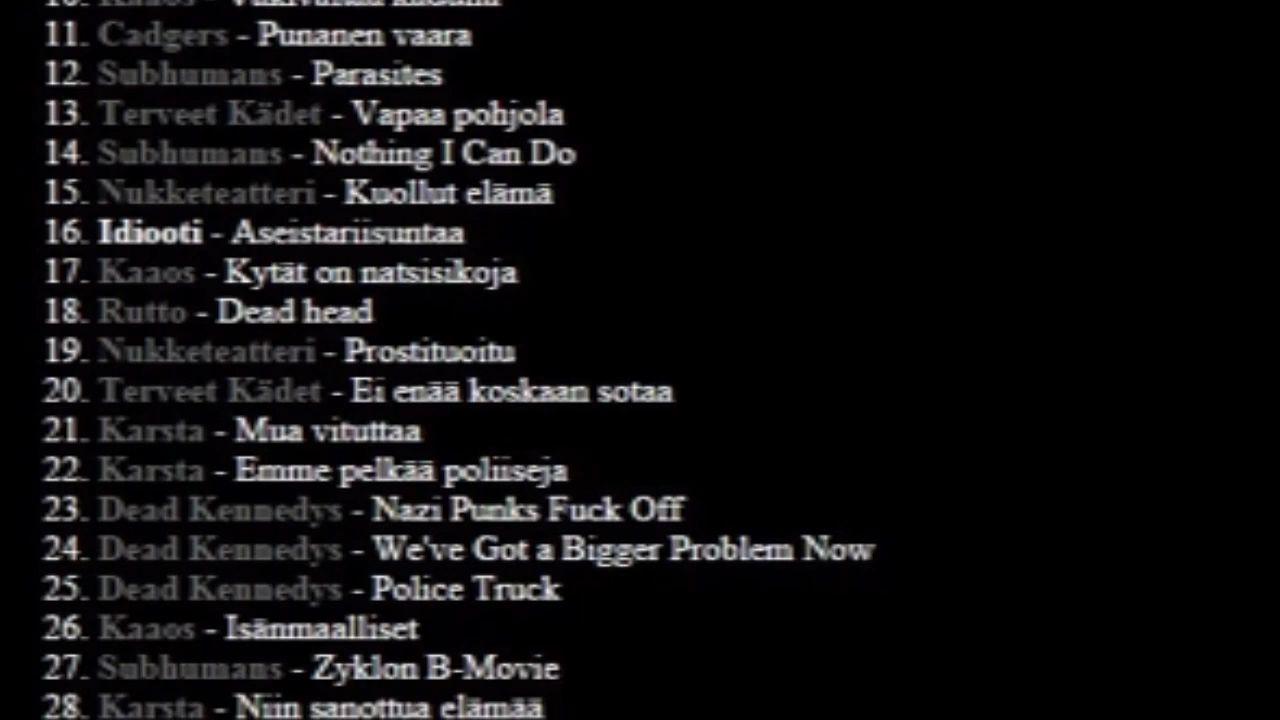 11. Cadgers - Punanen vaara
12. Subhumans - Parasites
13. Terveet Kädet - Vapaa pohjola
14. Subhumans - Nothing I Can Do
15. Nukketeatteri - Kuollut elämä
16. Idiooti - Aseistariisuntaa
17. Kaaos - Kytät on natsisikoja
18. Rutto - Dead head
19. Nukketeatteri - Prostituoitu
20. Terveet Kädet - Ei enää koskaan sotaa
21. Karsta - Mua vituttaa
22. Karsta - Emme pelkää poliiseja
23. Dead Kennedys - Nazi Punks Fuck Off
24. Dead Kennedys - We've Got a Bigger Problem Now
25. Dead Kennedys - Police Truck
26. Kaaos - Isänmaalliset
27. Subhumans - Zyklon B-Movie
28. Karsta - Niin sanottua elämää